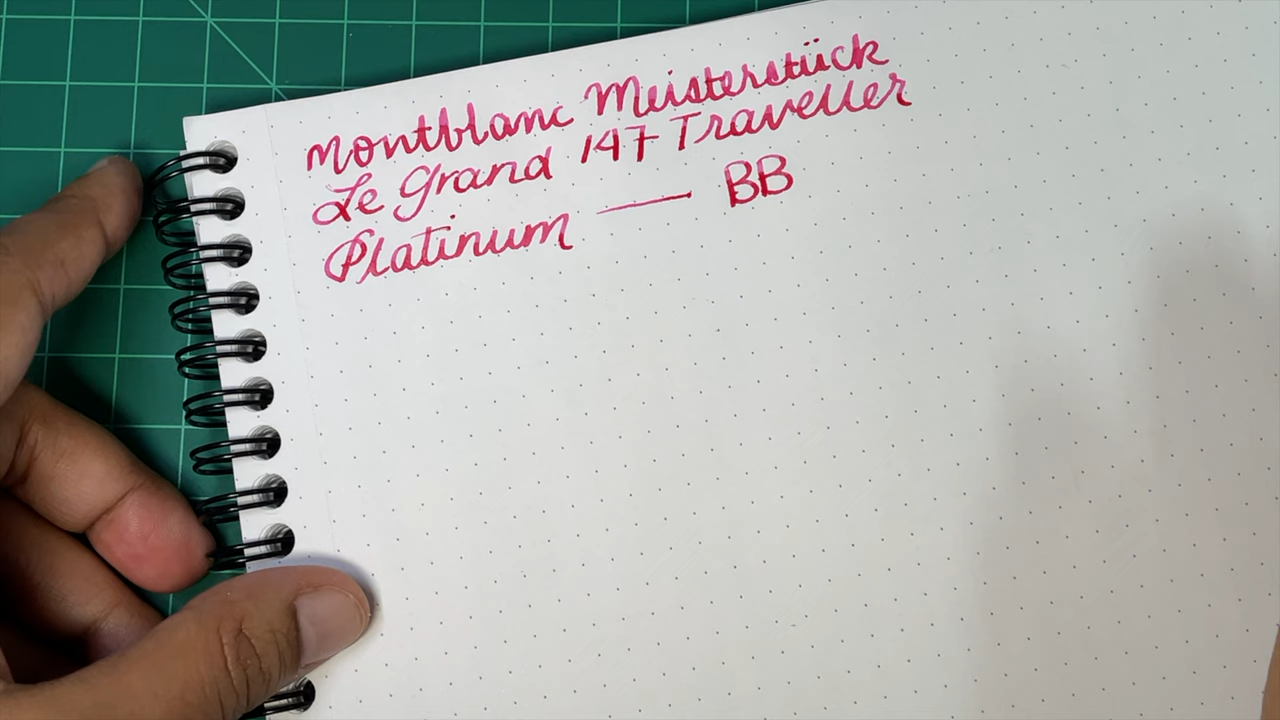 Montblanc Meisterstück
Le Grand 147 Traveller
Platinum — BB